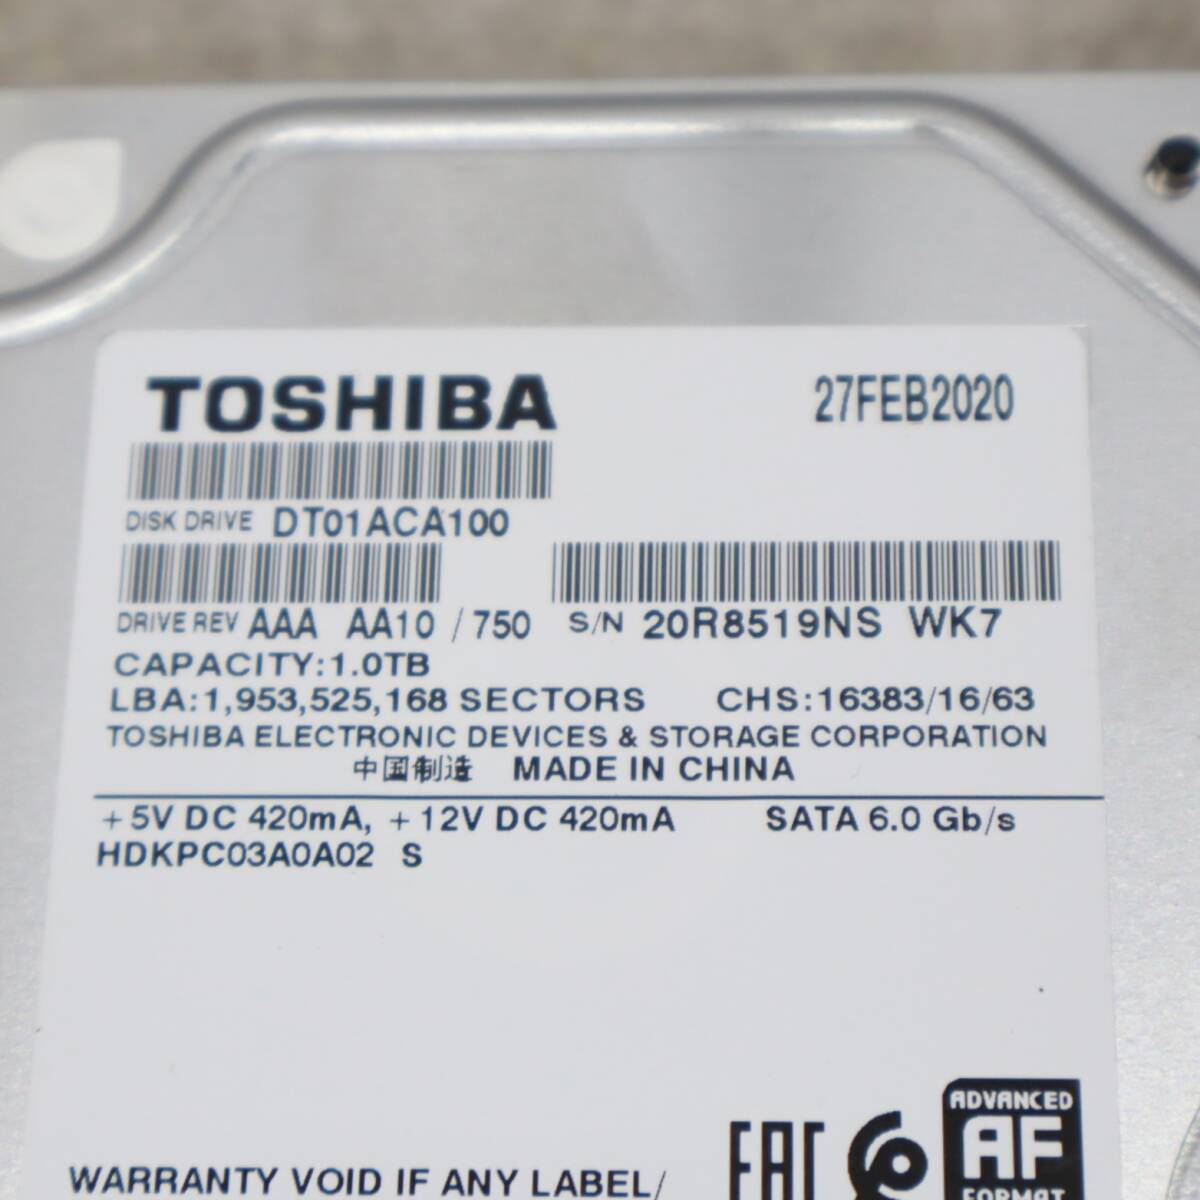 TOSHIBA 27FEB2020
DISK DRIVE DT01ACA100
DRIVE REV AAA AA10 / 750 S/N 20R8519NS WK7
CAPACITY:1.0TB
LBA:1,953,525,168 SECTORS CHS:16383/16/63
TOSHIBA ELECTRONIC DEVICES & STORAGE CORPORATION
中国制造 MADE IN CHINA
+5V DC 420mA, +12V DC 420mA SATA 6.0 Gb/s
HDKPC03A0A02 S
ADVANCED
EAC AF
FORMAT
WARRANTY VOID IF ANY LABEL/